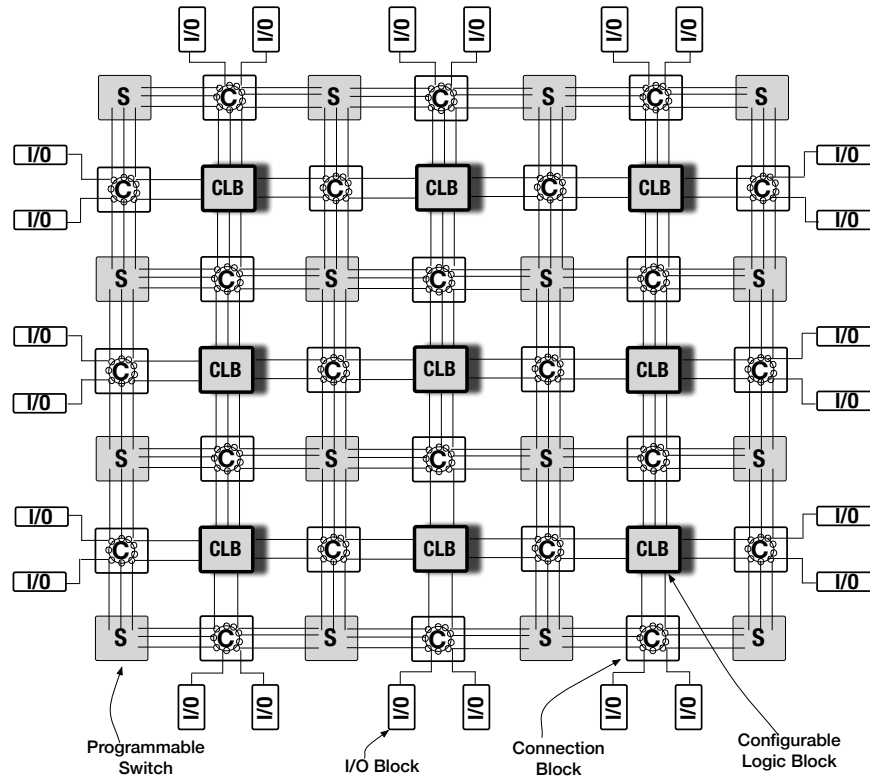 I/O I/O I/O I/O I/O I/O
S C S C S C S
I/O I/O
C CLB C CLB C CLB C
I/O I/O
S C S C S C S
I/O I/O
C CLB C CLB C CLB C
I/O I/O
S C S C S C S
I/O I/O
C CLB C CLB C CLB C
I/O I/O
S C S C S C S
I/O I/O I/O I/O I/O I/O
Programmable
Switch
I/O Block
Connection
Block
Configurable
Logic Block